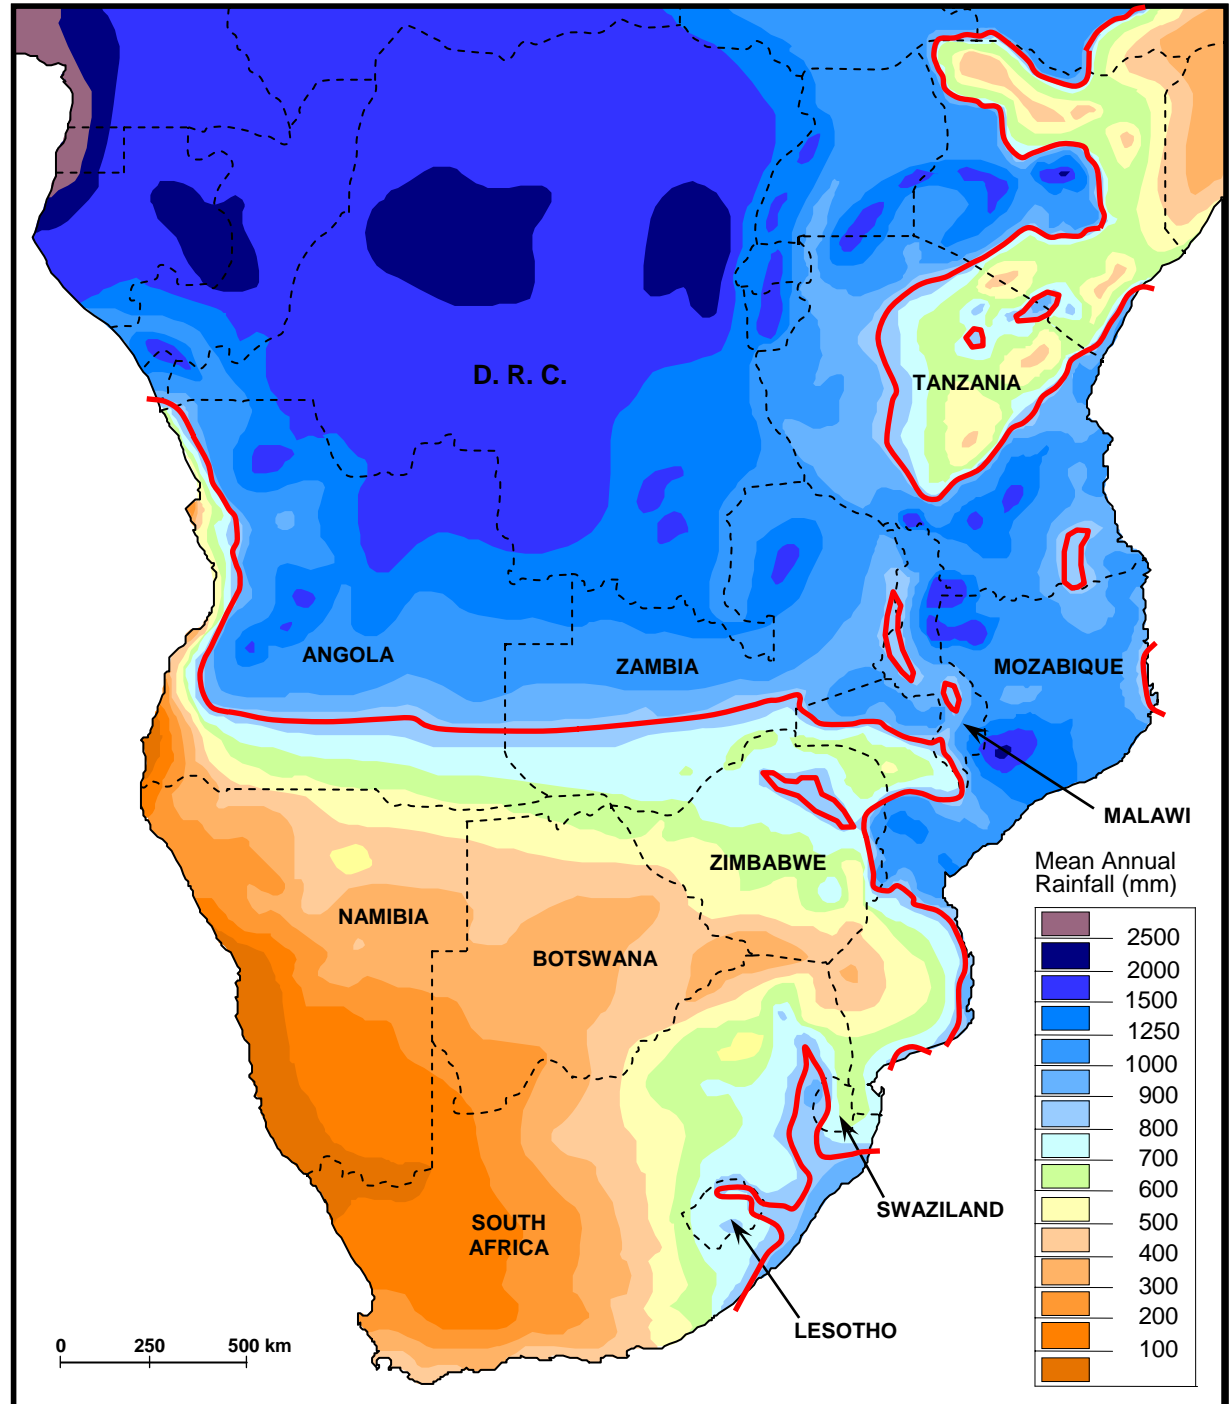 D. R. C.
TANZANIA
ANGOLA
ZAMBIA
MOZABIQUE
MALAWI
ZIMBABWE
NAMIBIA
BOTSWANA
SWAZILAND
SOUTH
AFRICA
LESOTHO
Mean Annual
Rainfall (mm)
2500
2000
1500
1250
1000
900
800
700
600
500
400
300
200
100
0 250 500 km